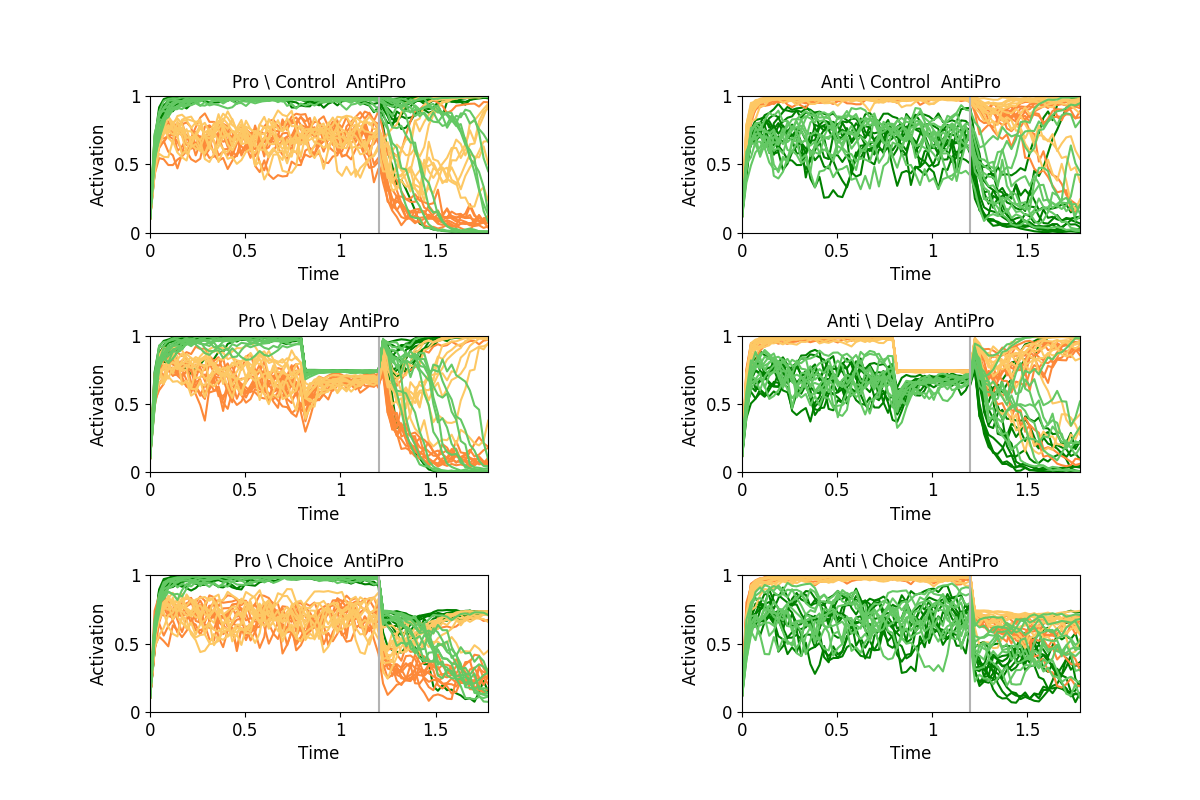 Pro \ Control  AntiPro
1
0.5
0
Activation
0
0.5
1
1.5
Time
Anti \ Control  AntiPro
1
0.5
0
Activation
0
0.5
1
1.5
Time
Pro \ Delay  AntiPro
1
0.5
0
Activation
0
0.5
1
1.5
Time
Anti \ Delay  AntiPro
1
0.5
0
Activation
0
0.5
1
1.5
Time
Pro \ Choice  AntiPro
1
0.5
0
Activation
0
0.5
1
1.5
Time
Anti \ Choice  AntiPro
1
0.5
0
Activation
0
0.5
1
1.5
Time